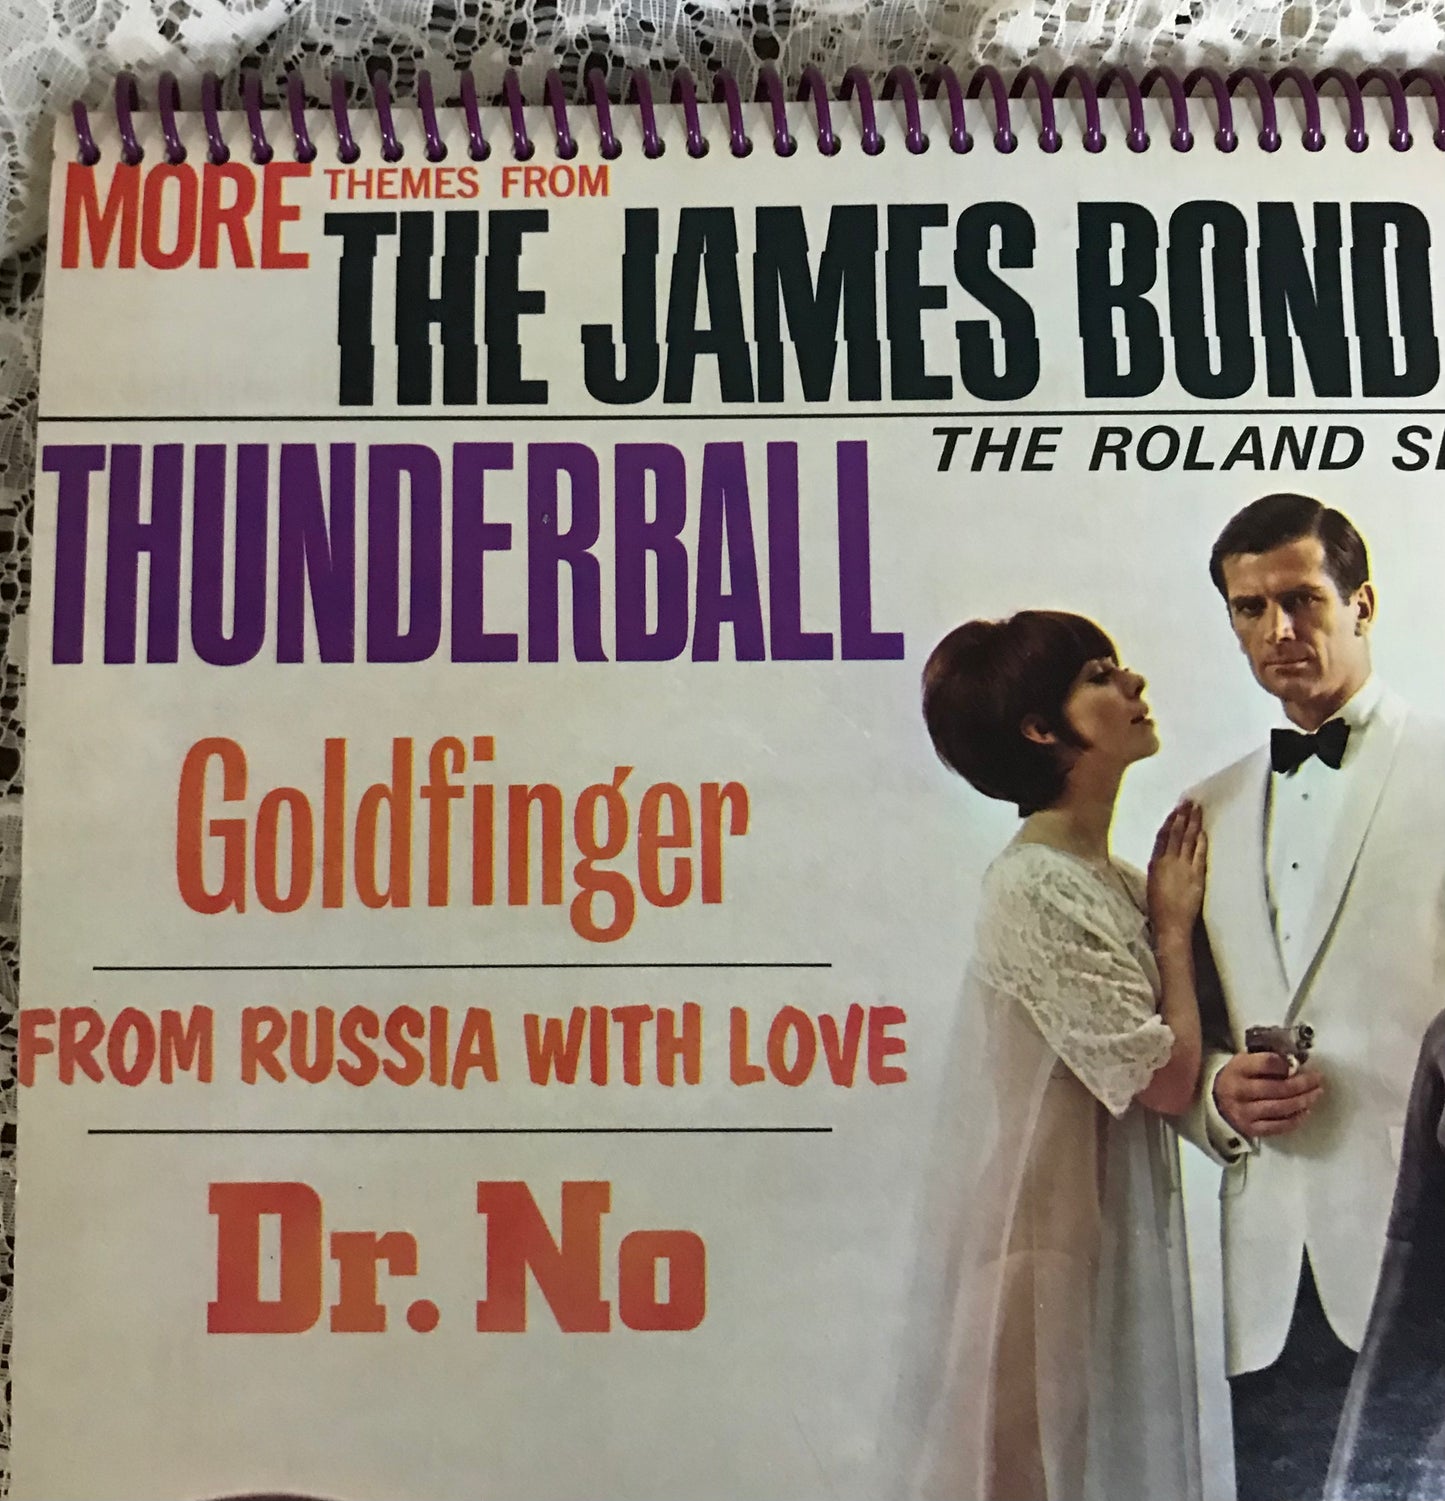 MORE THEMES FROM
THE JAMES BOND
THE ROLAND
THUNDERBALL
Goldfinger
FROM RUSSIA WITH LOVE
Dr. No